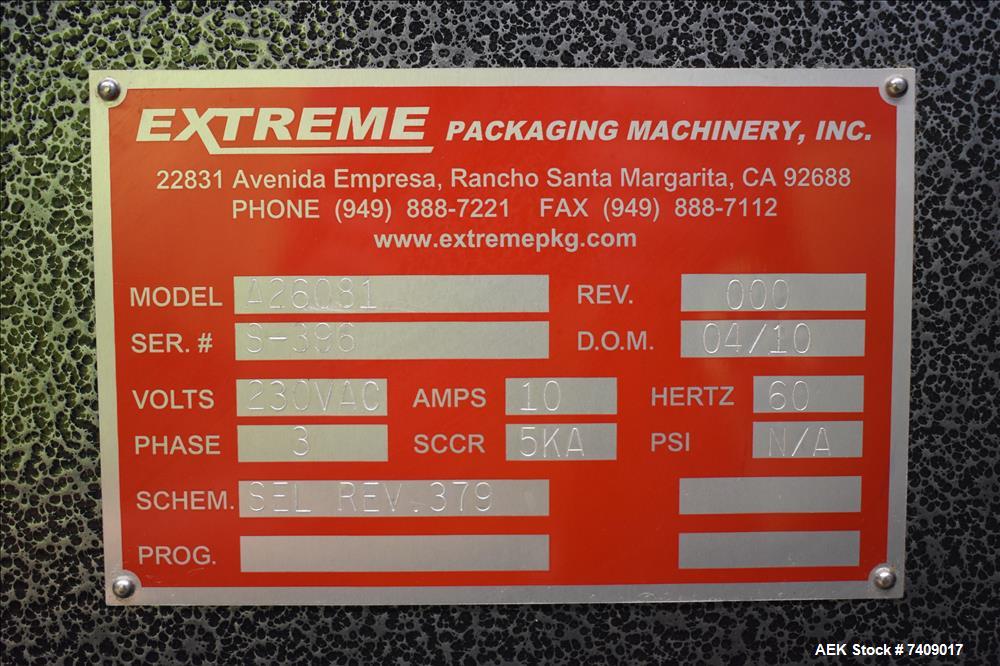 EXTREME PACKAGING MACHINERY, INC.
22831 Avenida Empresa, Rancho Santa Margarita, CA 92688
PHONE (949) 888-7221 FAX (949) 888-7112
www.extremepkg.com
MODEL A26081 REV. 000
SER. # S-396 D.O.M. 04/10
VOLTS 230VAC AMPS 10 HERTZ 60
PHASE 3 SCCR 5KA PSI N/A
SCHEM. SEL REV.379
PROG.
AEK Stock # 7409017